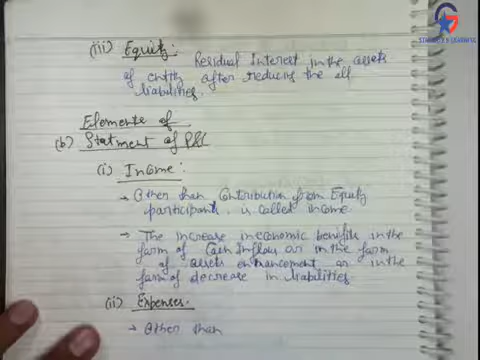 (iii) Equity:
Residual Interest in the assets
of entity after reducing the all
liabilities.
Elements of
(b) Statment of P&L
(i) Income:
→ Other than Contribution from Equity
participant is called income
→ The increase in economic benefits in the
form of Cash Inflow or in the form
of assets enhancement or in the
form of decrease in liabilities
(ii) Expenses.
→ Other than